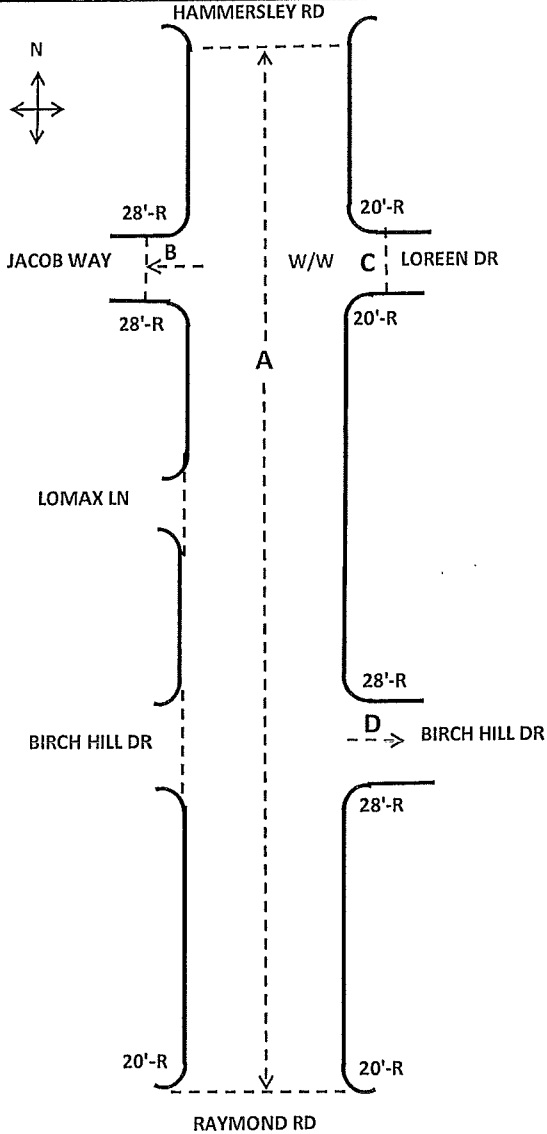 HAMMERSLEY RD
N
28'-R
20'-R
JACOB WAY
B
W/W
C
LOREEN DR
28'-R
20'-R
A
LOMAX LN
28'-R
BIRCH HILL DR
D
BIRCH HILL DR
28'-R
20'-R
20'-R
RAYMOND RD